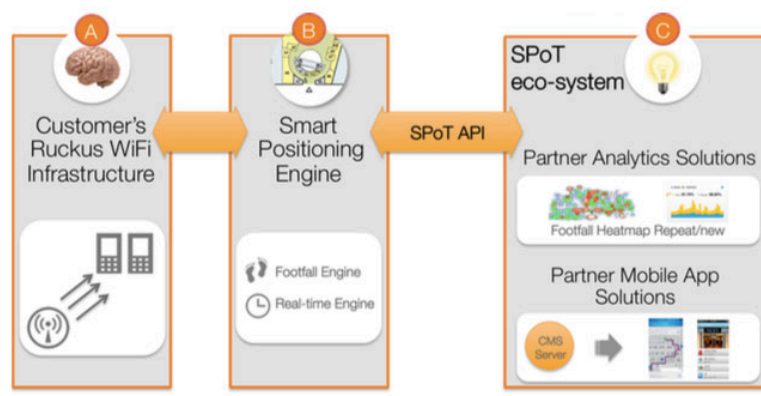 A
Customer's
Ruckus WiFi
Infrastructure
B
Smart
Positioning
Engine
Footfall Engine
Real-time Engine
SPoT API
C
SPoT
eco-system
Partner Analytics Solutions
Footfall Heatmap Repeat/new
Partner Mobile App
Solutions
CMS
Server